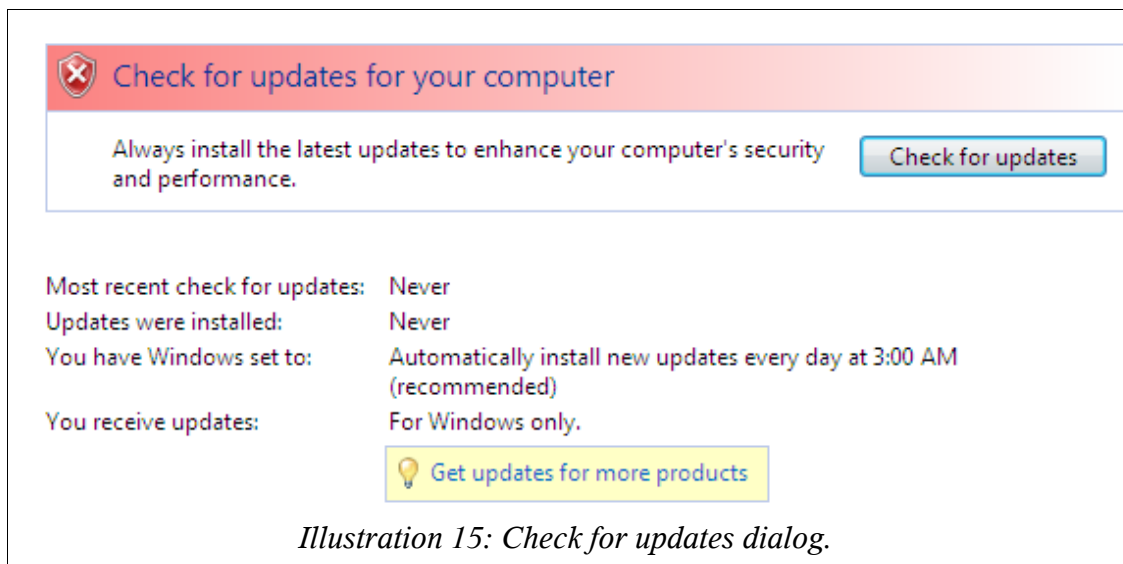 Check for updates for your computer
Always install the latest updates to enhance your computer's security
and performance.
Check for updates
Most recent check for updates: Never
Updates were installed: Never
You have Windows set to: Automatically install new updates every day at 3:00 AM
(recommended)
You receive updates: For Windows only.
Get updates for more products
Illustration 15: Check for updates dialog.